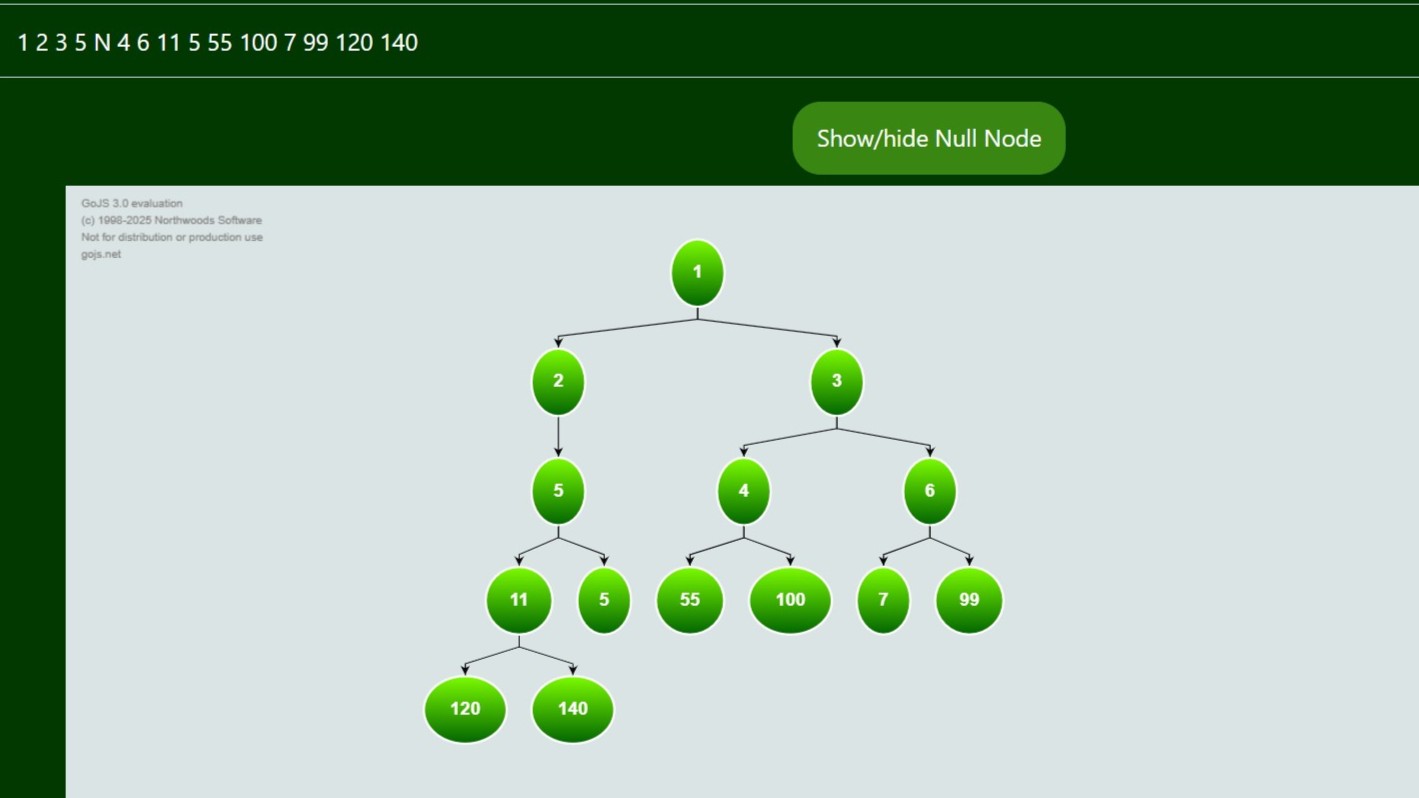 1 2 3 5 N 4 6 11 5 55 100 7 99 120 140
Show/hide Null Node
GoJS 3.0 evaluation
(c) 1998-2025 Northwoods Software
Not for distribution or production use
gojs.net
1
2 3
5 4 6
11 5 55 100 7 99
120 140